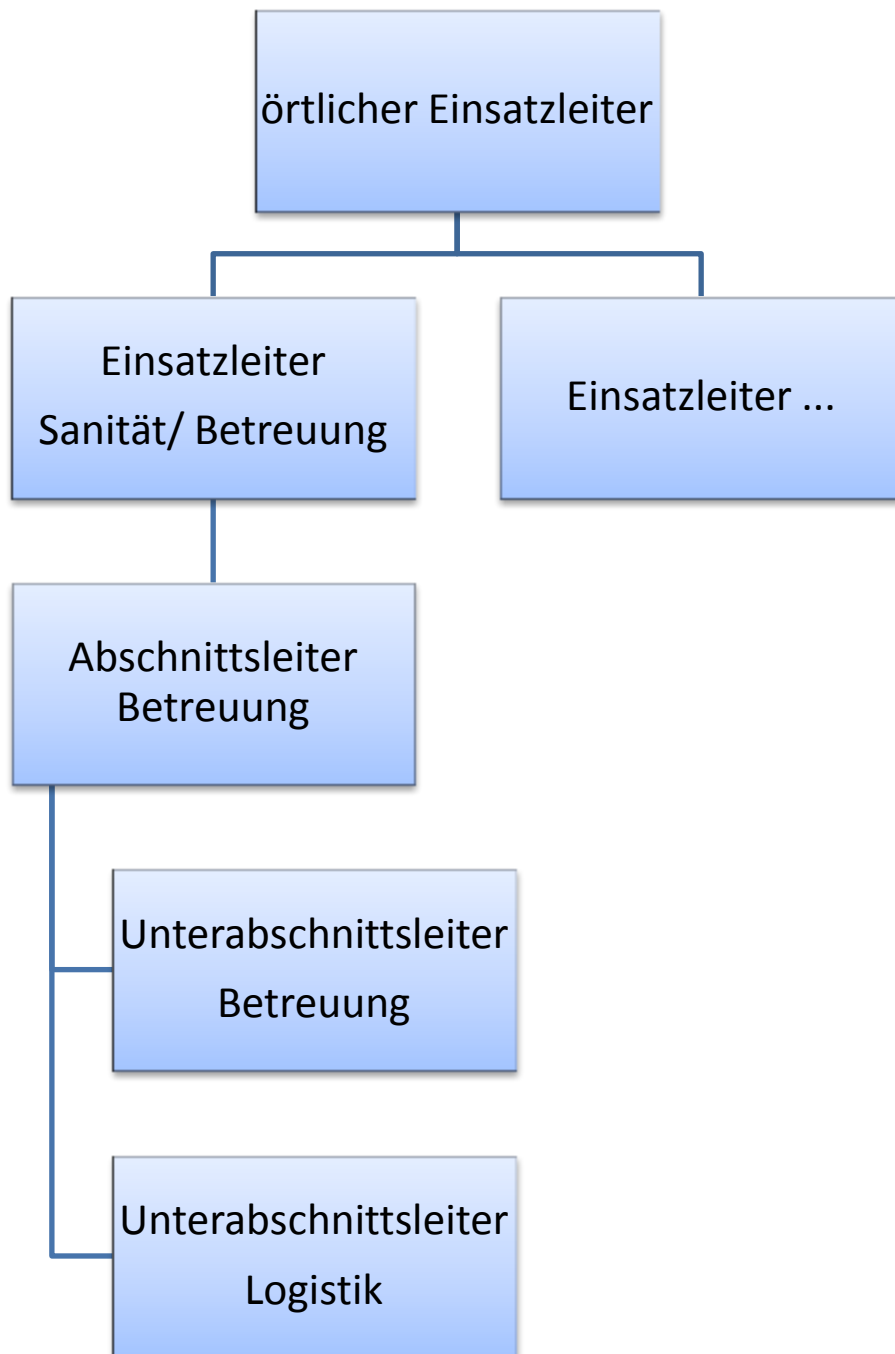 örtlicher Einsatzleiter
Einsatzleiter
Sanität/ Betreuung
Einsatzleiter ...
Abschnittsleiter
Betreuung
Unterabschnittsleiter
Betreuung
Unterabschnittsleiter
Logistik